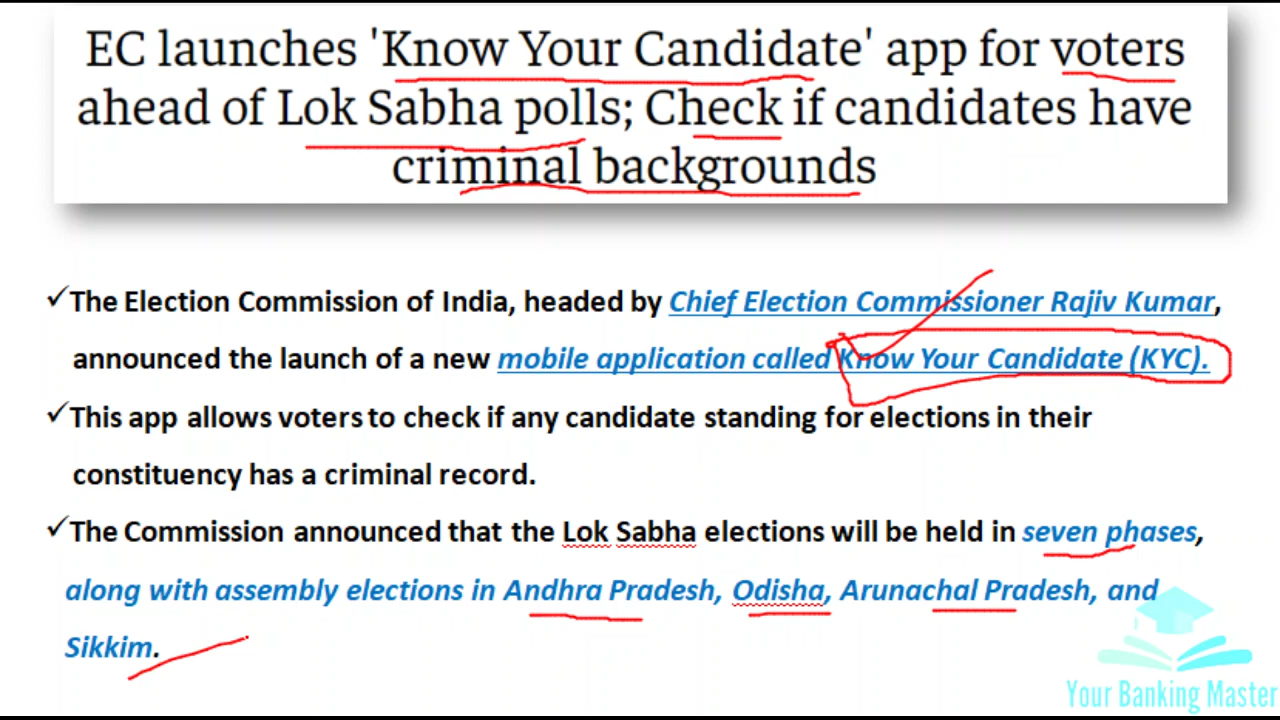 EC launches 'Know Your Candidate' app for voters
ahead of Lok Sabha polls; Check if candidates have
criminal backgrounds
✓The Election Commission of India, headed by Chief Election Commissioner Rajiv Kumar,
announced the launch of a new mobile application called Know Your Candidate (KYC).
✓This app allows voters to check if any candidate standing for elections in their
constituency has a criminal record.
✓The Commission announced that the Lok Sabha elections will be held in seven phases,
along with assembly elections in Andhra Pradesh, Odisha, Arunachal Pradesh, and
Sikkim.
Your Banking Master